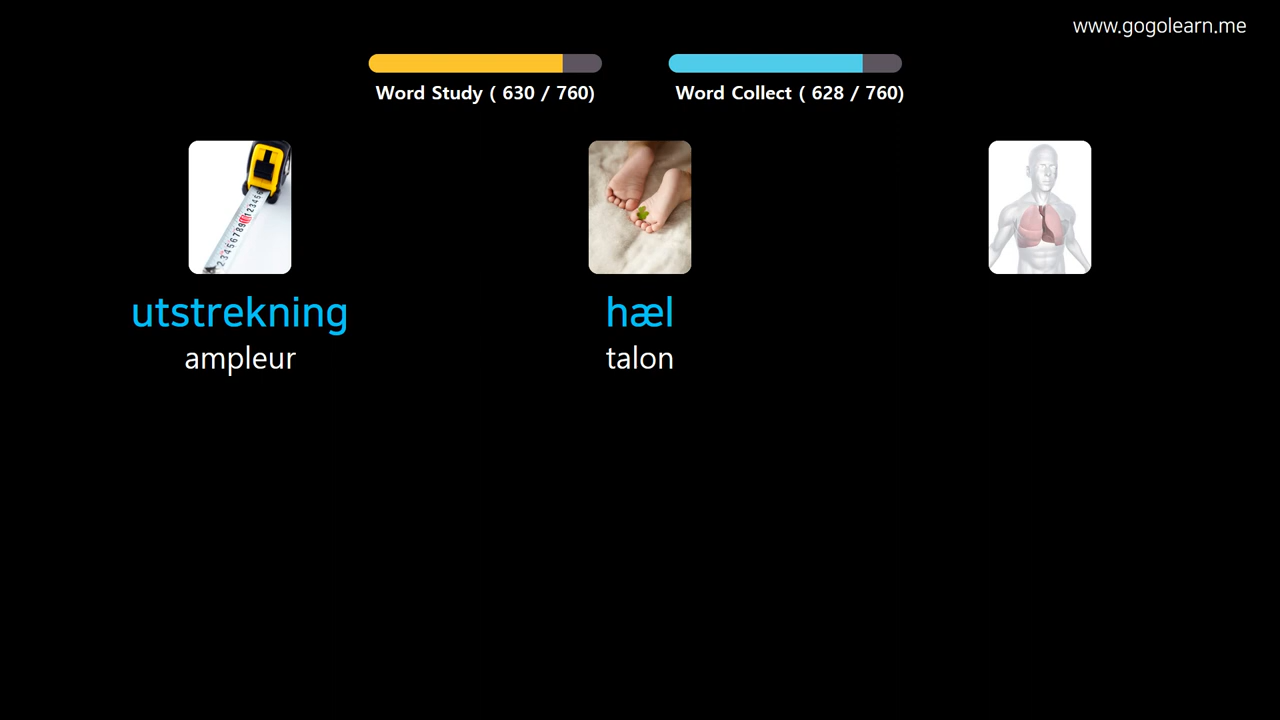 www.gogolearn.me
Word Study ( 630 / 760)
Word Collect ( 628 / 760)
utstrekning
ampleur
hæl
talon